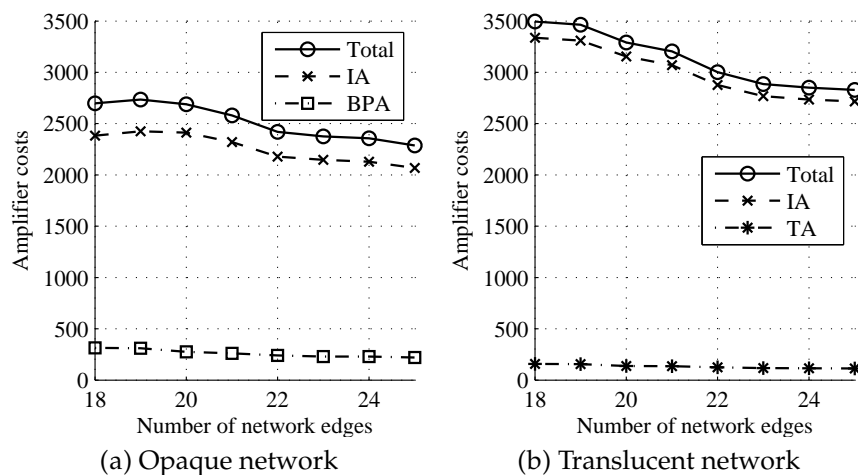 3500
3000
2500
2000
1500
1000
500
0
18
20
22
24
Amplifier costs
Number of network edges
Total
IA
BPA
(a) Opaque network
3500
3000
2500
2000
1500
1000
500
0
18
20
22
24
Amplifier costs
Number of network edges
Total
IA
TA
(b) Translucent network